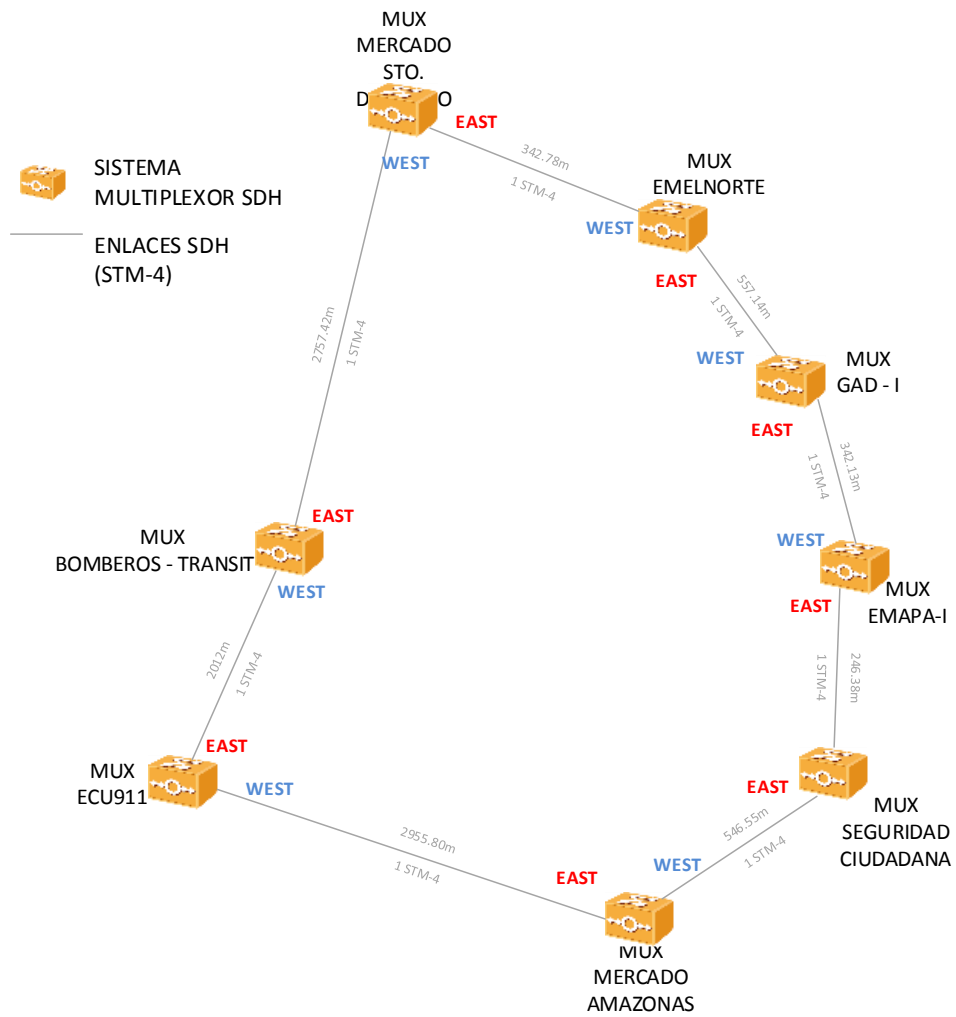 MUX
MERCADO
STO.
EAST
WEST
342.78m
1 STM-4
SISTEMA
MULTIPLEXOR SDH
ENLACES SDH
(STM-4)
MUX
EMELNORTE
WEST
EAST
557.14m
1 STM-4
WEST
MUX
GAD - I
EAST
342.13m
1 STM-4
2757.42m
1 STM-4
EAST
MUX
BOMBEROS - TRANSIT
WEST
WEST
EAST
MUX
EMAPA-I
246.38m
1 STM-4
2012m
1 STM-4
EAST
MUX
ECU911
WEST
EAST
MUX
SEGURIDAD
CIUDADANA
546.55m
1 STM-4
2955.80m
1 STM-4
EAST
WEST
MUX
MERCADO
AMAZONAS